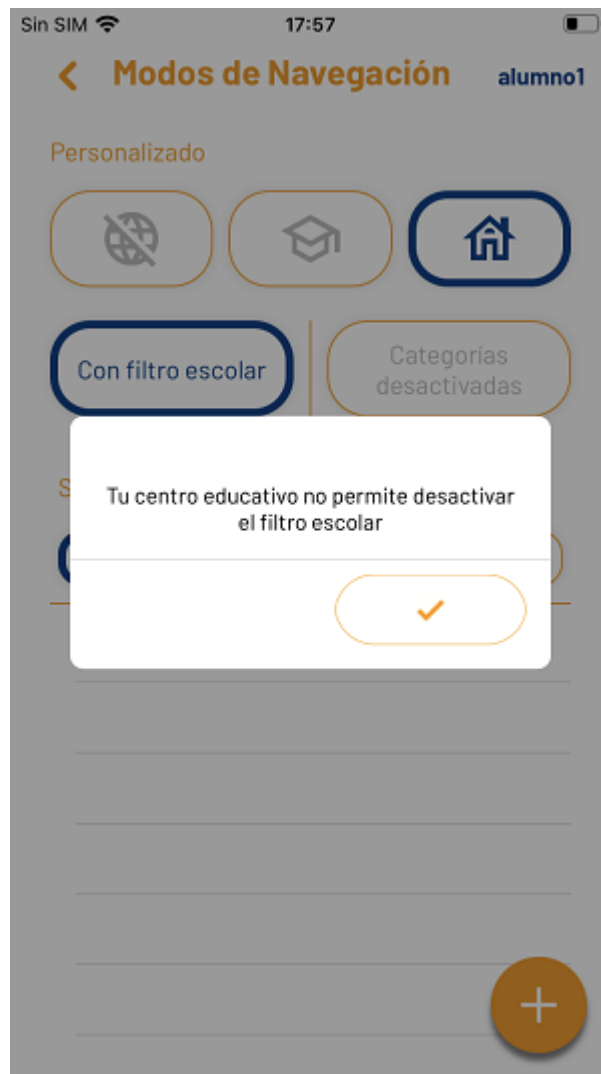 Sin SIM 17:57
Modos de Navegación alumno1
Personalizado
Con filtro escolar
Categorías
desactivadas
S
Tu centro educativo no permite desactivar
el filtro escolar